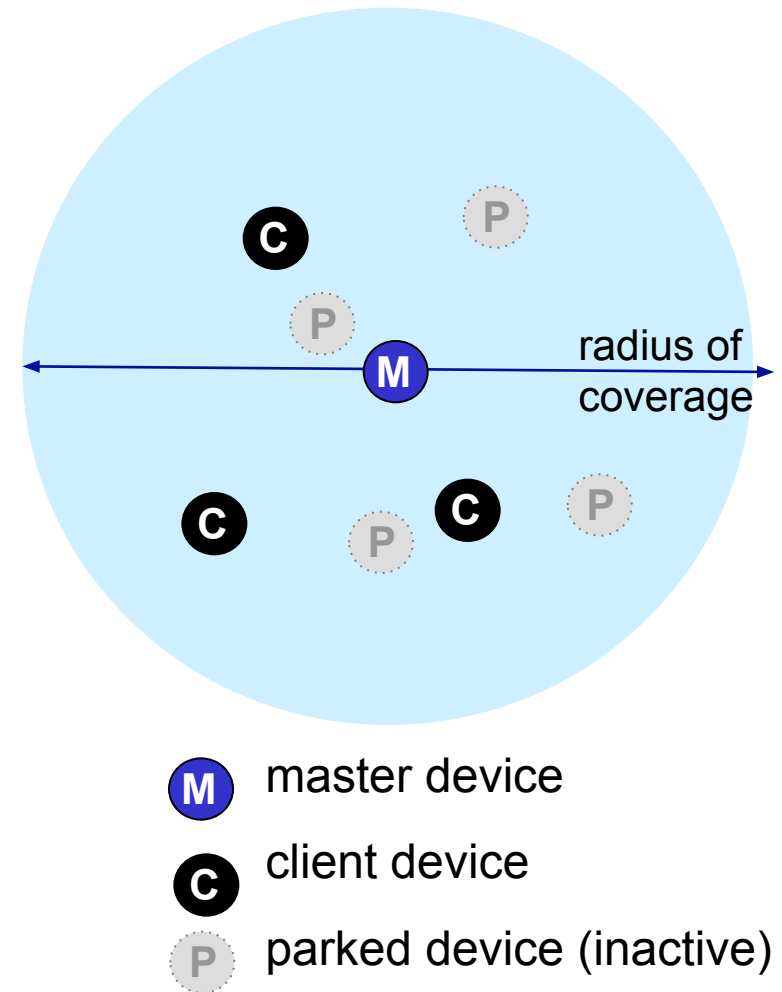 C
P
P
M
radius of
coverage
C
C
P
P
M master device
C client device
P parked device (inactive)